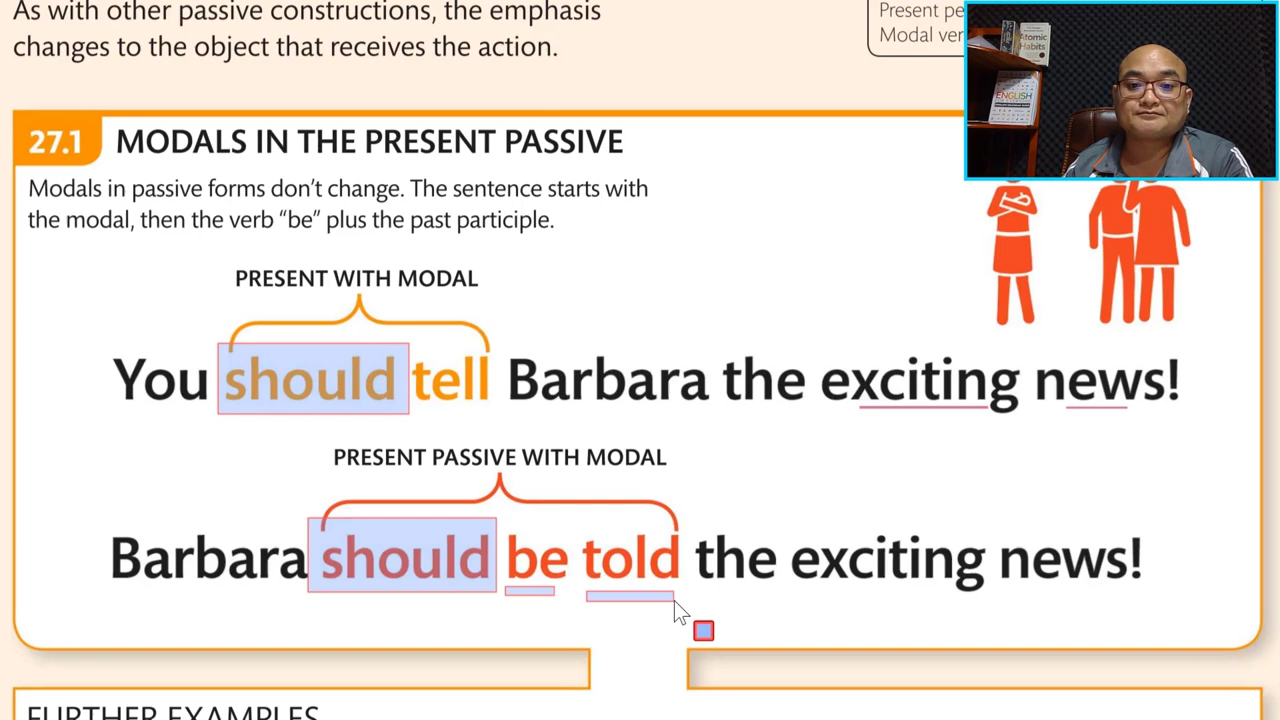 As with other passive constructions, the emphasis
changes to the object that receives the action.
Present
Modal
Atomic
Habits
ENGLISH
27.1 MODALS IN THE PRESENT PASSIVE
Modals in passive forms don't change. The sentence starts with
the modal, then the verb “be” plus the past participle.
PRESENT WITH MODAL
You should tell Barbara the exciting news!
PRESENT PASSIVE WITH MODAL
Barbara should be told the exciting news!
FURTHER EXAMPLES